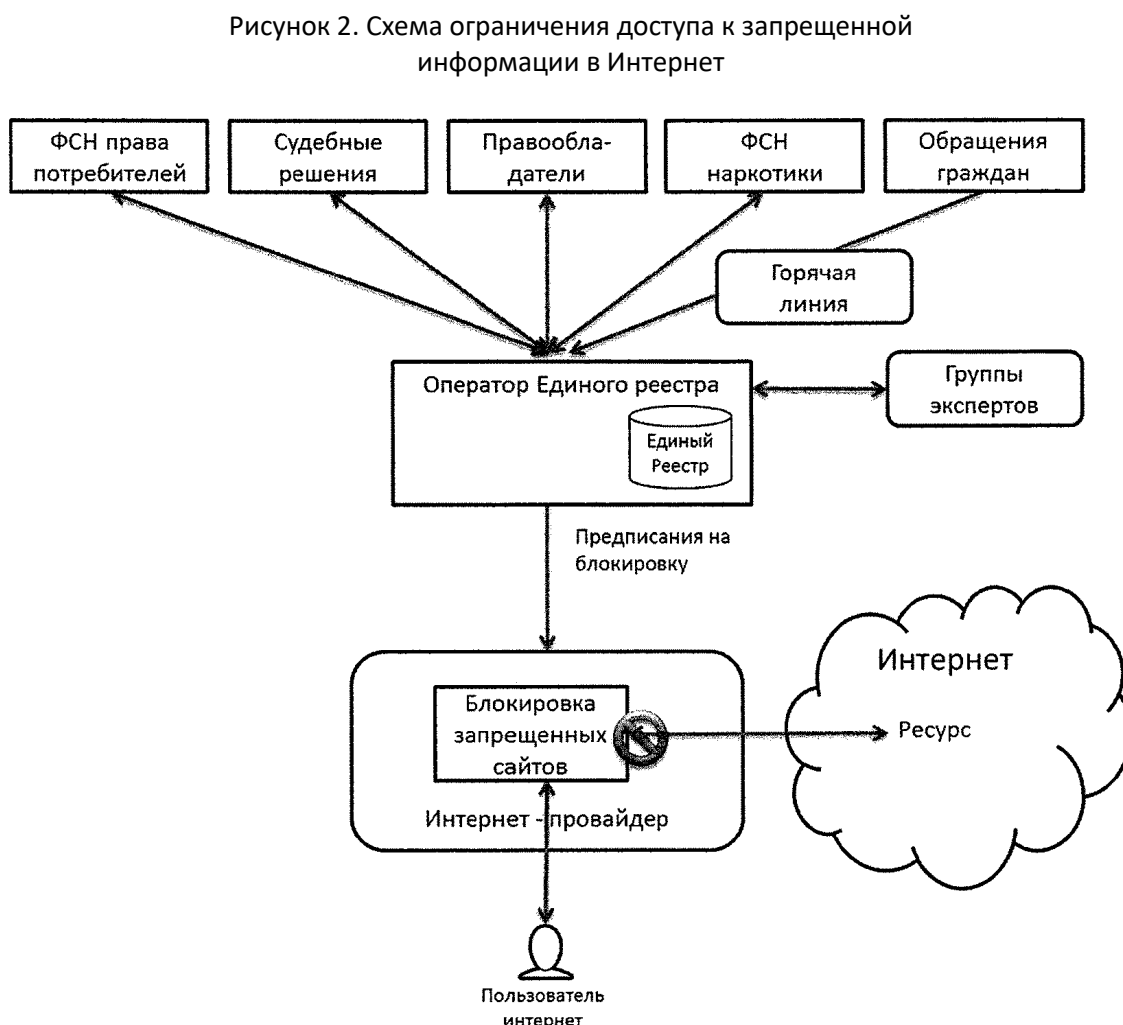 Рисунок 2. Схема ограничения доступа к запрещенной
информации в Интернет
ФСН права
потребителей
Судебные
решения
Правообла-
датели
ФСН
наркотики
Обращения
граждан
Горячая
линия
Оператор Единого реестра
Единый
Реестр
Группы
экспертов
Предписания на
блокировку
Интернет
Ресурс
Блокировка
запрещенных
сайтов
Интернет - провайдер
Пользователь
интернет